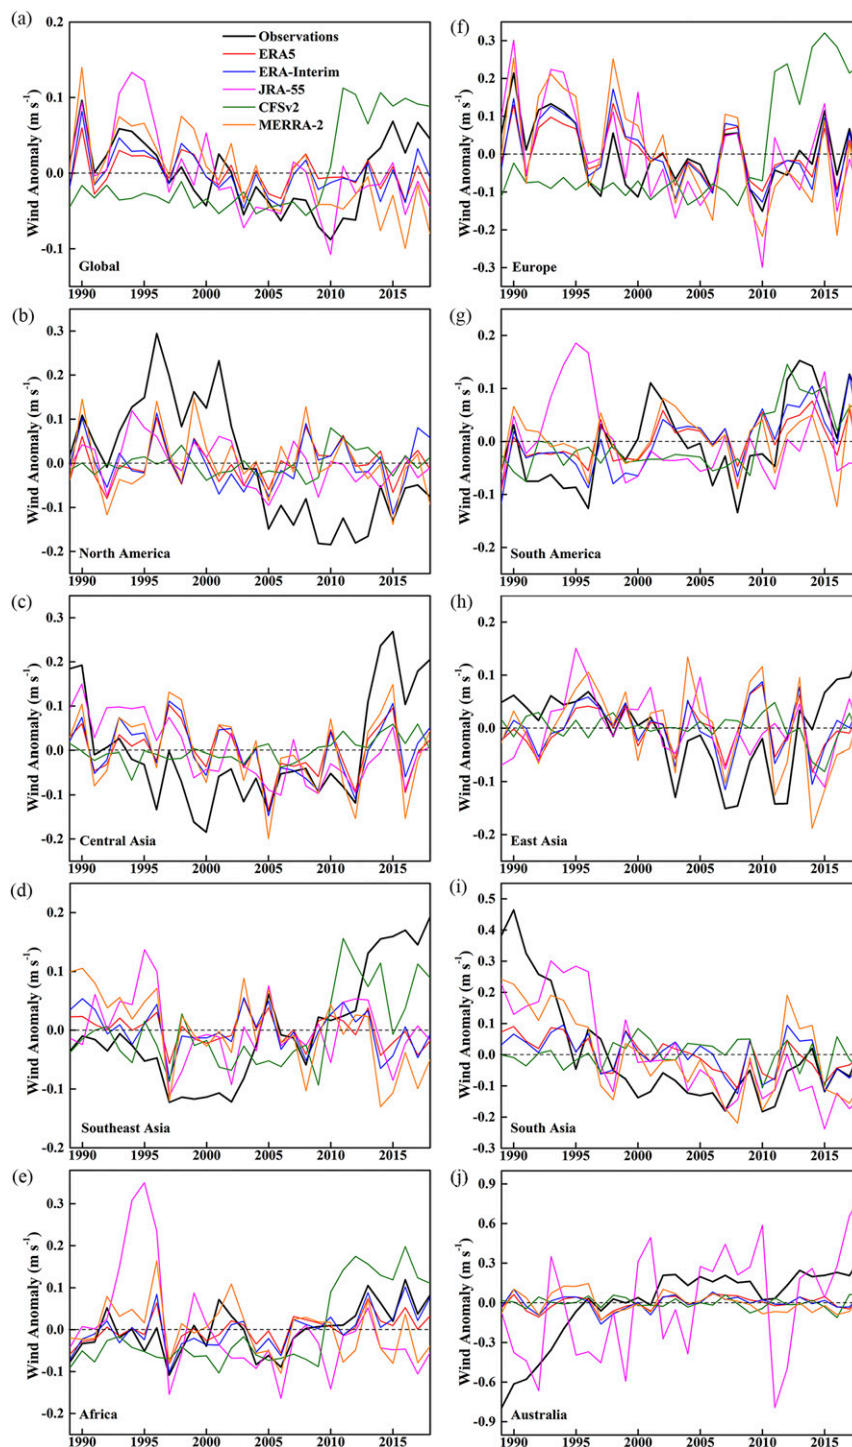 (a)
0.2
0.1
0.0
-0.1
Wind Anomaly (m s⁻¹)
Observations
ERA5
ERA-Interim
JRA-55
CFSv2
MERRA-2
Global
1990 1995 2000 2005 2010 2015
(b)
0.3
0.2
0.1
0.0
-0.1
-0.2
Wind Anomaly (m s⁻¹)
North America
1990 1995 2000 2005 2010 2015
(c)
0.3
0.2
0.1
0.0
-0.1
-0.2
Wind Anomaly (m s⁻¹)
Central Asia
1990 1995 2000 2005 2010 2015
(d)
0.2
0.1
0.0
-0.1
-0.2
Wind Anomaly (m s⁻¹)
Southeast Asia
1990 1995 2000 2005 2010 2015
(e)
0.3
0.2
0.1
0.0
-0.1
-0.2
Wind Anomaly (m s⁻¹)
Africa
1990 1995 2000 2005 2010 2015
(f)
0.3
0.2
0.1
0.0
-0.1
-0.2
-0.3
Wind Anomaly (m s⁻¹)
Europe
1990 1995 2000 2005 2010 2015
(g)
0.2
0.1
0.0
-0.1
-0.2
Wind Anomaly (m s⁻¹)
South America
1990 1995 2000 2005 2010 2015
(h)
0.2
0.1
0.0
-0.1
-0.2
Wind Anomaly (m s⁻¹)
East Asia
1990 1995 2000 2005 2010 2015
(i)
0.5
0.4
0.3
0.2
0.1
0.0
-0.1
-0.2
-0.3
Wind Anomaly (m s⁻¹)
South Asia
1990 1995 2000 2005 2010 2015
(j)
0.9
0.6
0.3
0.0
-0.3
-0.6
-0.9
Wind Anomaly (m s⁻¹)
Australia
1990 1995 2000 2005 2010 2015